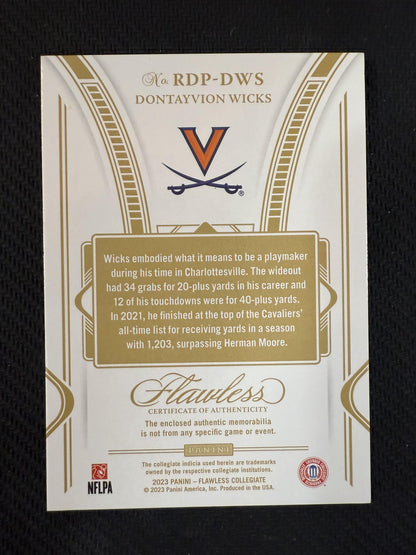 No. RDP-DWS
DONTAYVION WICKS
V
®
Wicks embodied what it means to be a playmaker
during his time in Charlottesville. The wideout
had 34 grabs for 20-plus yards in his career and
12 of his touchdowns were for 40-plus yards.
In 2021, he finished at the top of the Cavaliers'
all-time list for receiving yards in a season
with 1,203, surpassing Herman Moore.
Flawless
CERTIFICATE OF AUTHENTICITY
The enclosed authentic memorabilia
is not from any specific game or event.
PANINI
The collegiate indicia used herein are trademarks
owned by the respective collegiate institutions.
NFLPA
2023 PANINI – FLAWLESS COLLEGIATE
© 2023 Panini America, Inc. Produced in the USA.